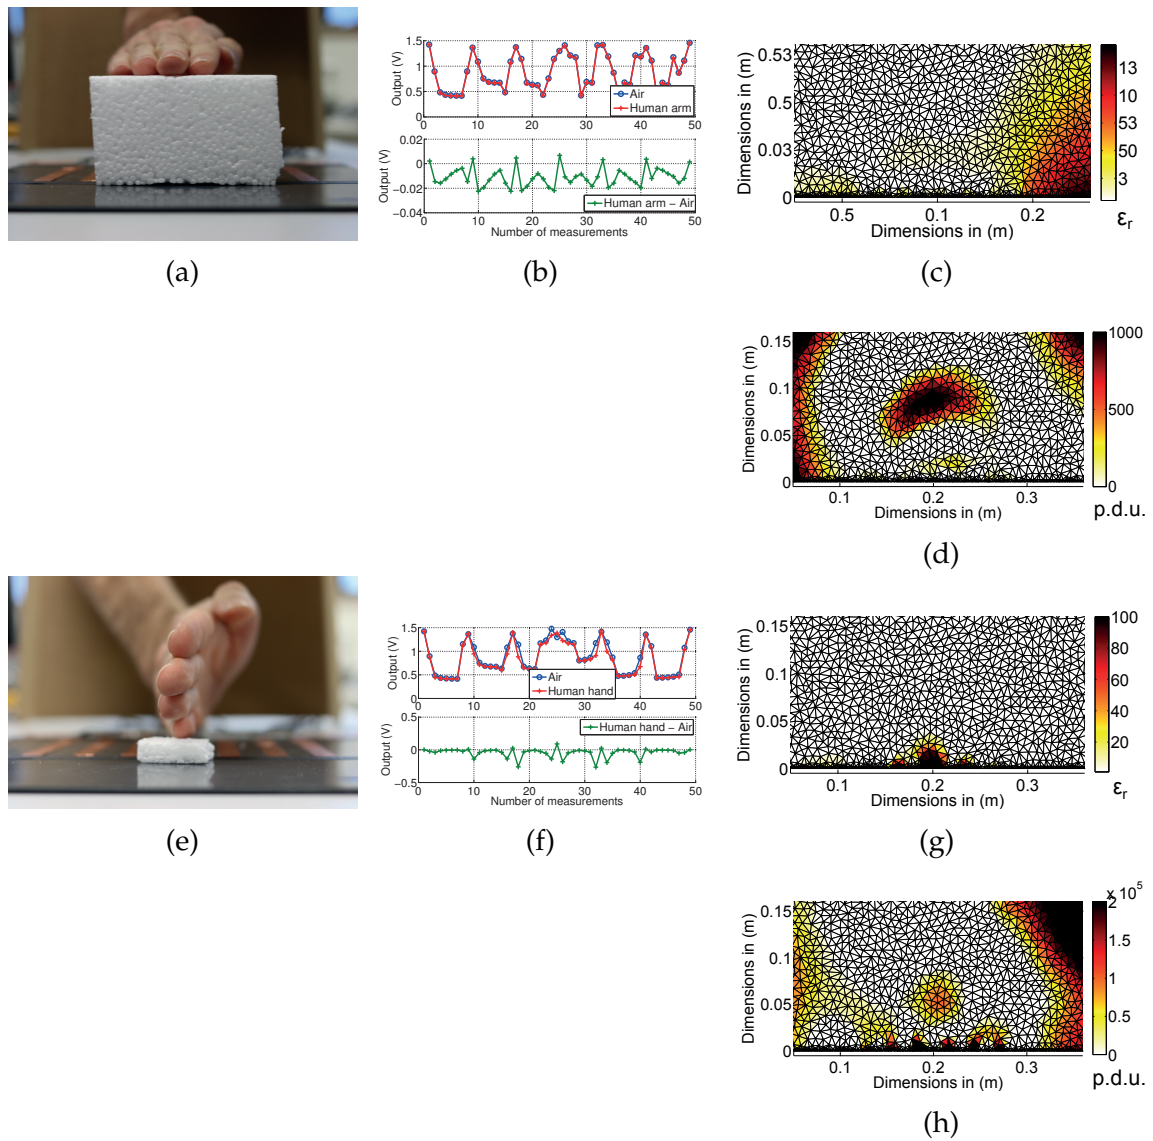 1.5
1
0.5
0
Output (V)
Air
Human arm
0 10 20 30 40 50
0.02
0
−0.02
−0.04
Output (V)
Human arm − Air
0 10 20 30 40 50
Number of measurements
0.53
0.5
0.03
0
Dimensions in (m)
0.5 0.1 0.2
Dimensions in (m)
13
10
53
50
3
εr
(a) (b) (c)
0.15
0.1
0.05
0
Dimensions in (m)
0.1 0.2 0.3
Dimensions in (m)
1000
500
0
p.d.u.
(d)
1.5
1
0.5
0
Output (V)
Air
Human hand
0 10 20 30 40 50
0.5
0
−0.5
Output (V)
Human hand − Air
0 10 20 30 40 50
Number of measurements
0.15
0.1
0.05
0
Dimensions in (m)
0.1 0.2 0.3
Dimensions in (m)
100
80
60
40
20
εr
(e) (f) (g)
0.15
0.1
0.05
0
Dimensions in (m)
0.1 0.2 0.3
Dimensions in (m)
x 10^5
2
1.5
1
0.5
0
p.d.u.
(h)